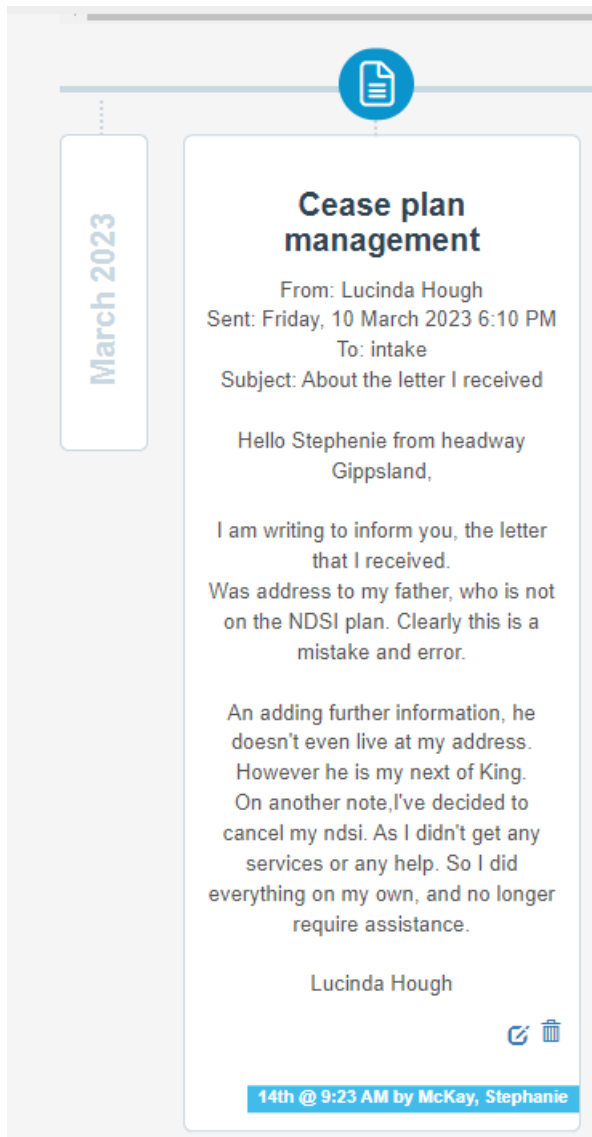 March 2023
Cease plan
management
From: Lucinda Hough
Sent: Friday, 10 March 2023 6:10 PM
To: intake
Subject: About the letter I received
Hello Stephenie from headway
Gippsland,
I am writing to inform you, the letter
that I received.
Was address to my father, who is not
on the NDSI plan. Clearly this is a
mistake and error.
An adding further information, he
doesn't even live at my address.
However he is my next of King.
On another note,I've decided to
cancel my ndsi. As I didn't get any
services or any help. So I did
everything on my own, and no longer
require assistance.
Lucinda Hough
14th @ 9:23 AM by McKay, Stephanie